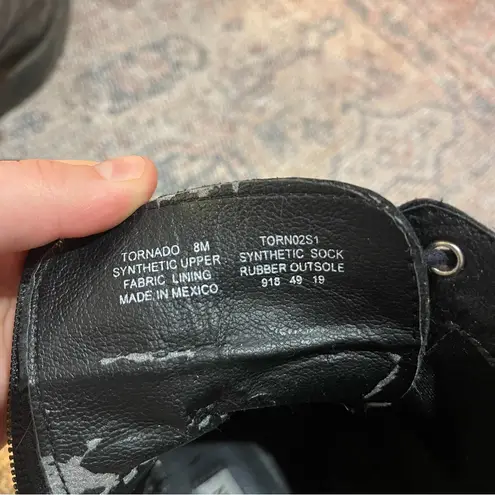 TORNADO 8M
SYNTHETIC UPPER
FABRIC LINING
MADE IN MEXICO
TORN02S1
SYNTHETIC SOCK
RUBBER OUTSOLE
918 49 19